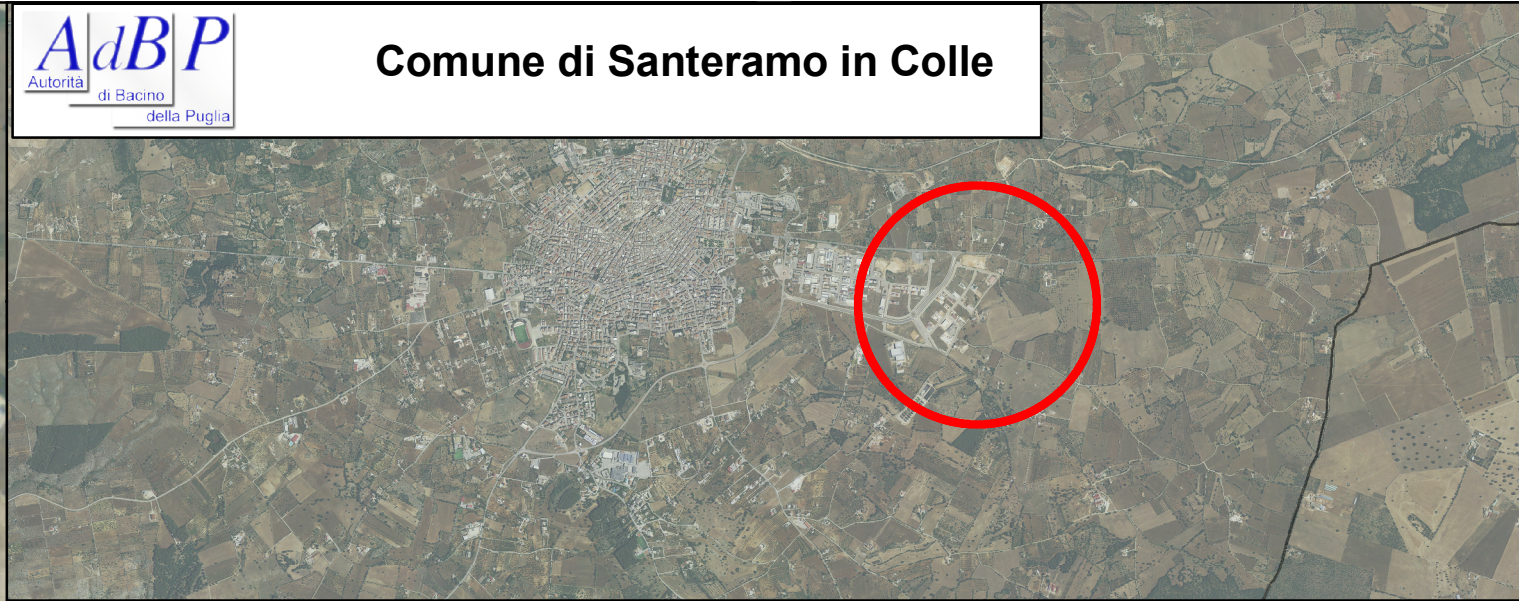 AdBP
Autorità
di Bacino
della Puglia
Comune di Santeramo in Colle